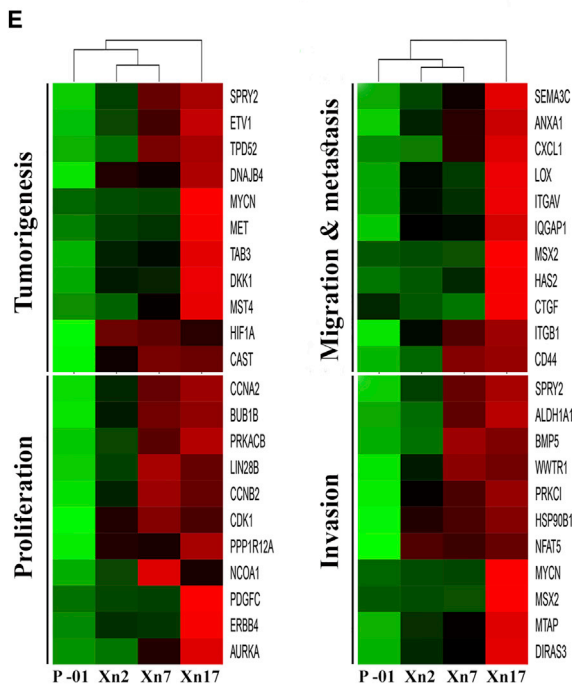 E
Tumorigenesis
SPRY2
ETV1
TPD52
DNAJB4
MYCN
MET
TAB3
DKK1
MST4
HIF1A
CAST
Proliferation
CCNA2
BUB1B
PRKACB
LIN28B
CCNB2
CDK1
PPP1R12A
NCOA1
PDGFC
ERBB4
AURKA
P -01 Xn2 Xn7 Xn17
Migration & metastasis
SEMA3C
ANXA1
CXCL1
LOX
ITGAV
IQGAP1
MSX2
HAS2
CTGF
ITGB1
CD44
Invasion
SPRY2
ALDH1A1
BMP5
WWTR1
PRKCI
HSP90B1
NFAT5
MYCN
MSX2
MTAP
DIRAS3
P -01 Xn2 Xn7 Xn17